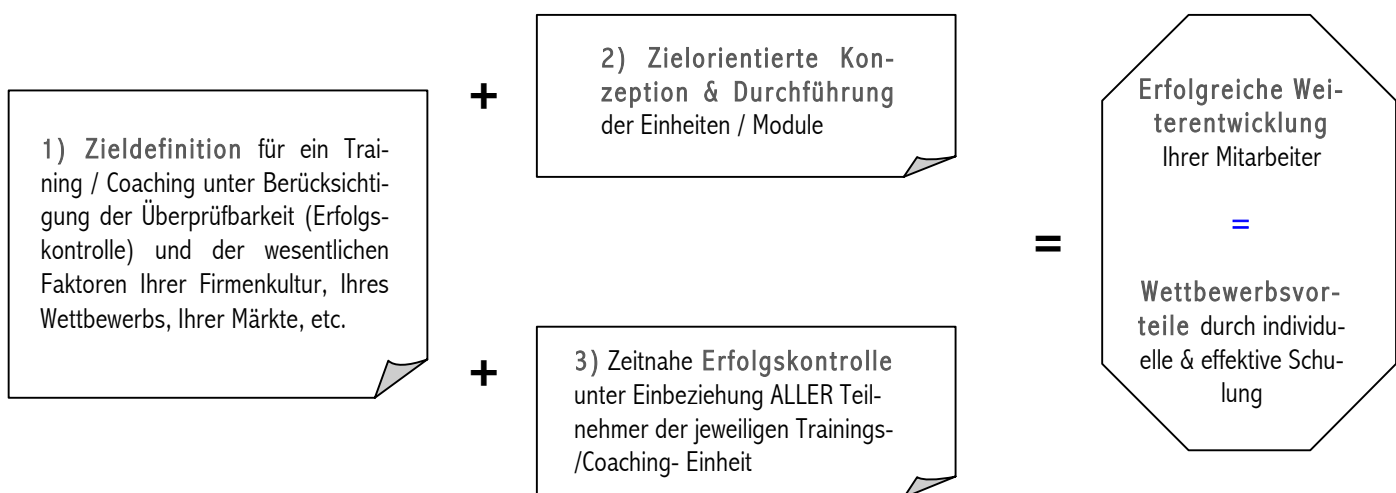 1) Zieldefinition für ein Trai-
ning / Coaching unter Berücksichti-
gung der Überprüfbarkeit (Erfolgs-
kontrolle) und der wesentlichen
Faktoren Ihrer Firmenkultur, Ihres
Wettbewerbs, Ihrer Märkte, etc.
+
2) Zielorientierte Kon-
zeption & Durchführung
der Einheiten / Module
+
3) Zeitnahe Erfolgskontrolle
unter Einbeziehung ALLER Teil-
nehmer der jeweiligen Trainings-
/Coaching- Einheit
=
Erfolgreiche Wei-
terentwicklung
Ihrer Mitarbeiter
=
Wettbewerbsvor-
teile durch individu-
elle & effektive Schu-
lung